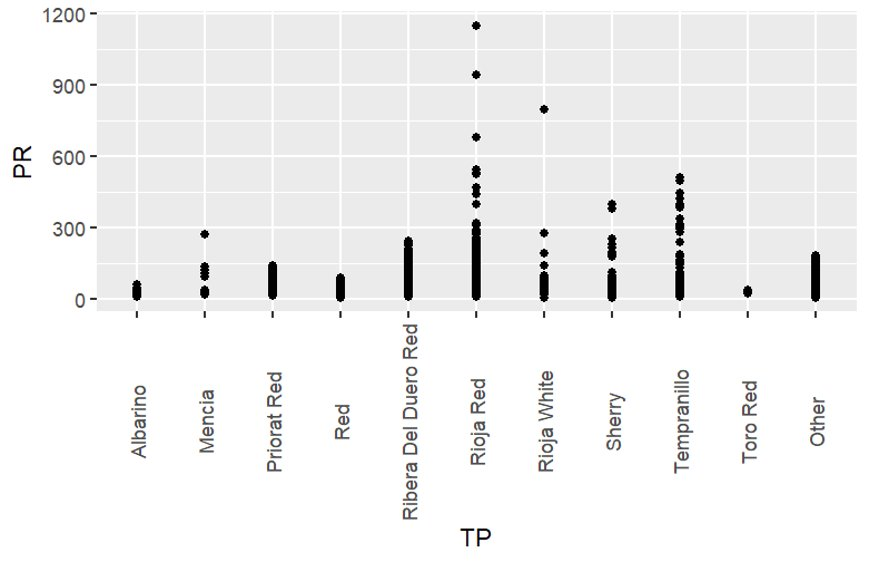 1200
900
600
300
0
PR
Albarino
Mencia
Priorat Red
Red
Ribera Del Duero Red
Rioja Red
Rioja White
Sherry
Tempranillo
Toro Red
Other
TP